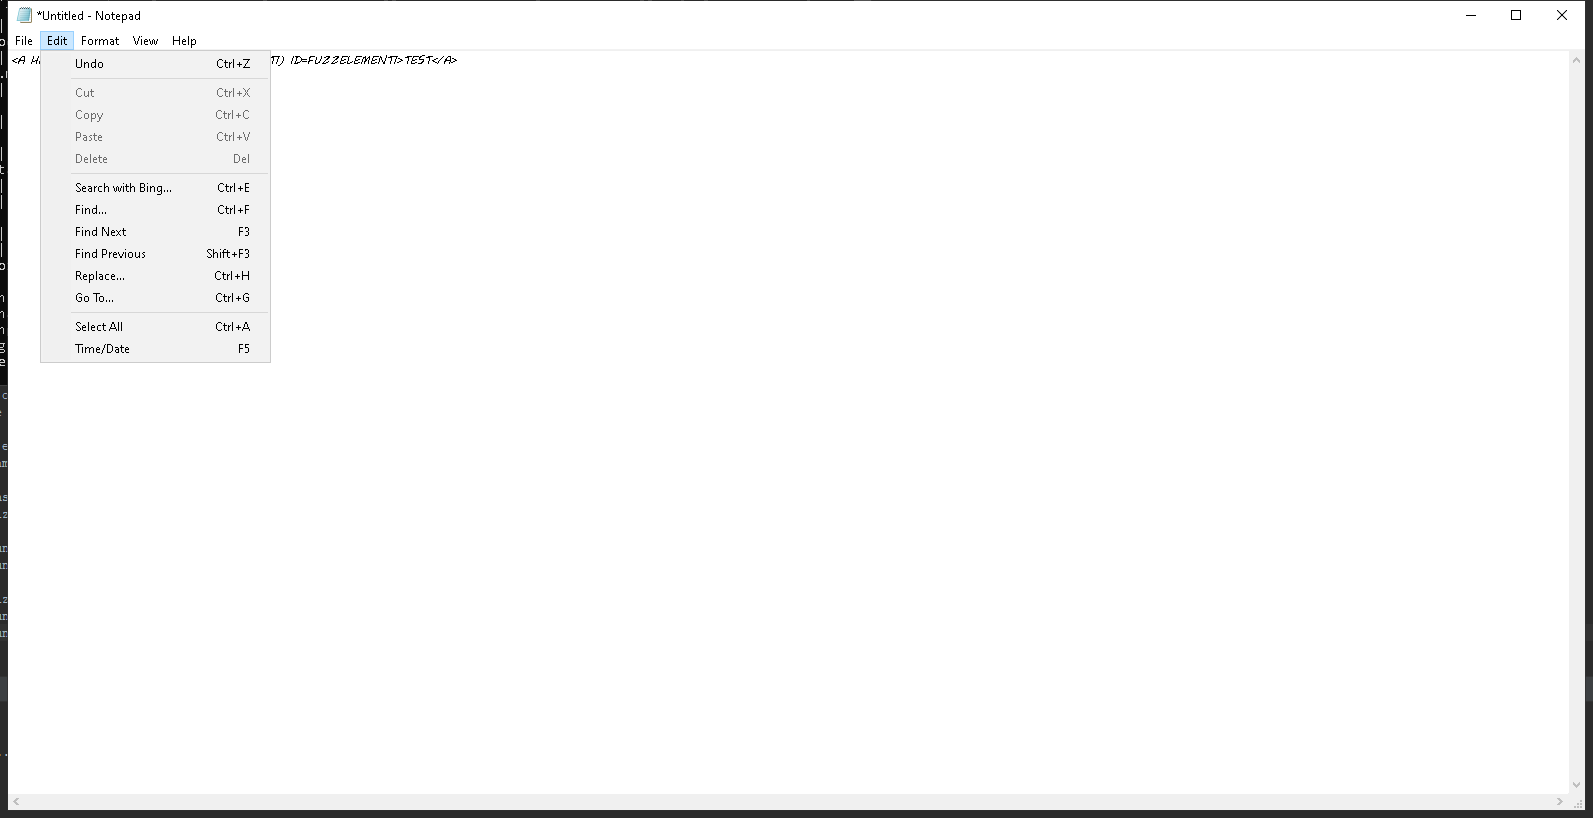 *Untitled - Notepad
File Edit Format View Help
<A H TI) ID=FUZZELEMENT1>TEST</A>
Undo Ctrl+Z
Cut Ctrl+X
Copy Ctrl+C
Paste Ctrl+V
Delete Del
Search with Bing... Ctrl+E
Find... Ctrl+F
Find Next F3
Find Previous Shift+F3
Replace... Ctrl+H
Go To... Ctrl+G
Select All Ctrl+A
Time/Date F5